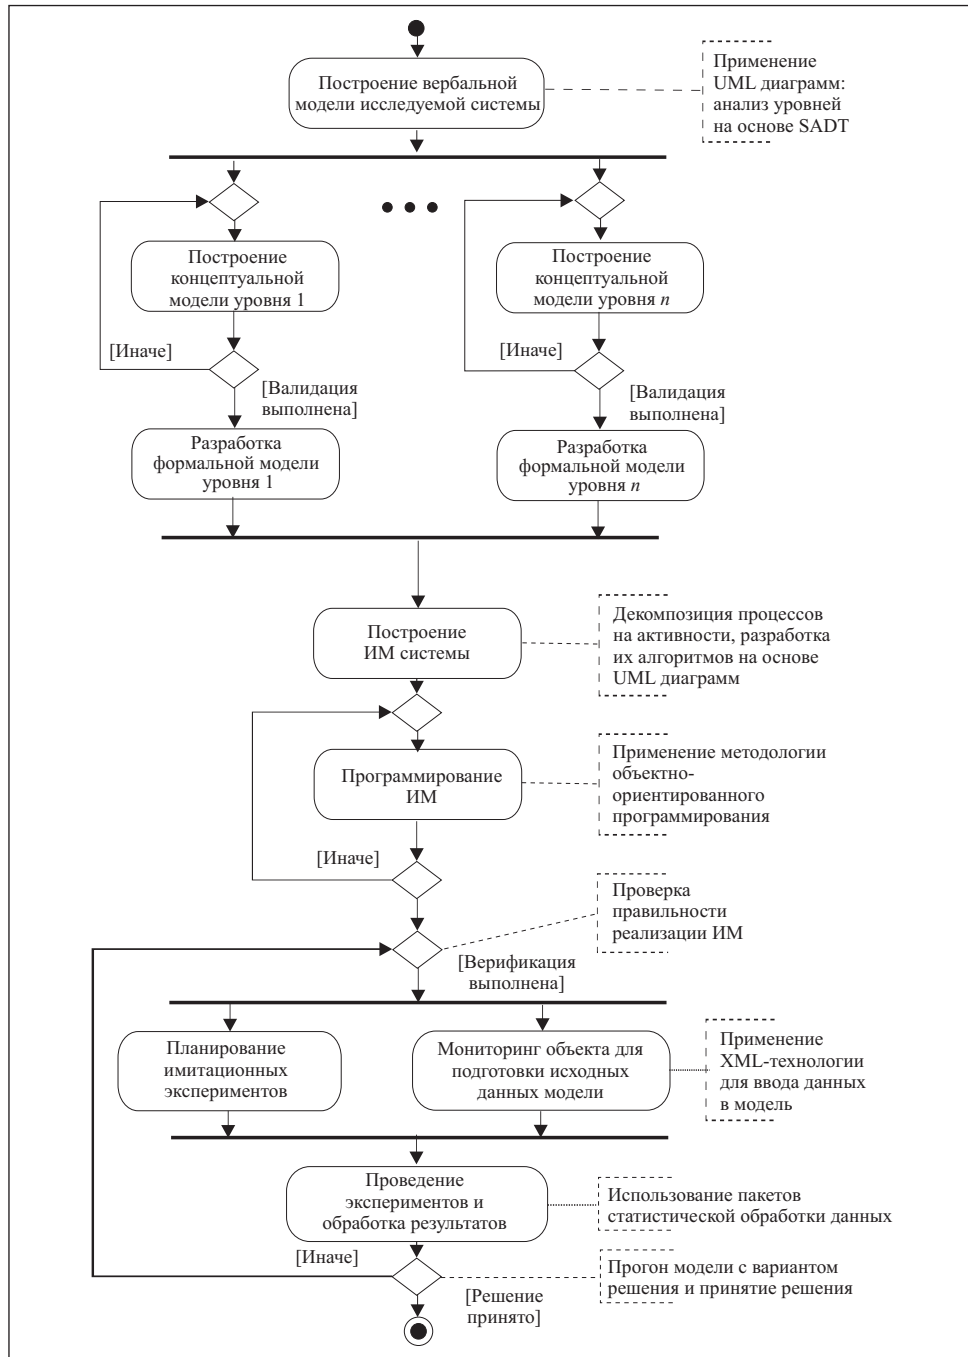 Построение вербальной
модели исследуемой системы
Применение
UML диаграмм:
анализ уровней
на основе SADT
Построение
концептуальной
модели уровня 1
Построение
концептуальной
модели уровня n
[Иначе]
[Иначе]
[Валидация
выполнена]
[Валидация
выполнена]
Разработка
формальной модели
уровня 1
Разработка
формальной модели
уровня n
Построение
ИМ системы
Декомпозиция процессов
на активности, разработка
их алгоритмов на основе
UML диаграмм
Программирование
ИМ
Применение методологии
объектно-
ориентированного
программирования
[Иначе]
Проверка
правильности
реализации ИМ
[Верификация
выполнена]
Планирование
имитационных
экспериментов
Мониторинг объекта для
подготовки исходных
данных модели
Применение
XML-технологии
для ввода данных
в модель
Проведение
экспериментов и
обработка результатов
Использование пакетов
статистической обработки данных
[Иначе]
Прогон модели с вариантом
решения и принятие решения
[Решение
принято]